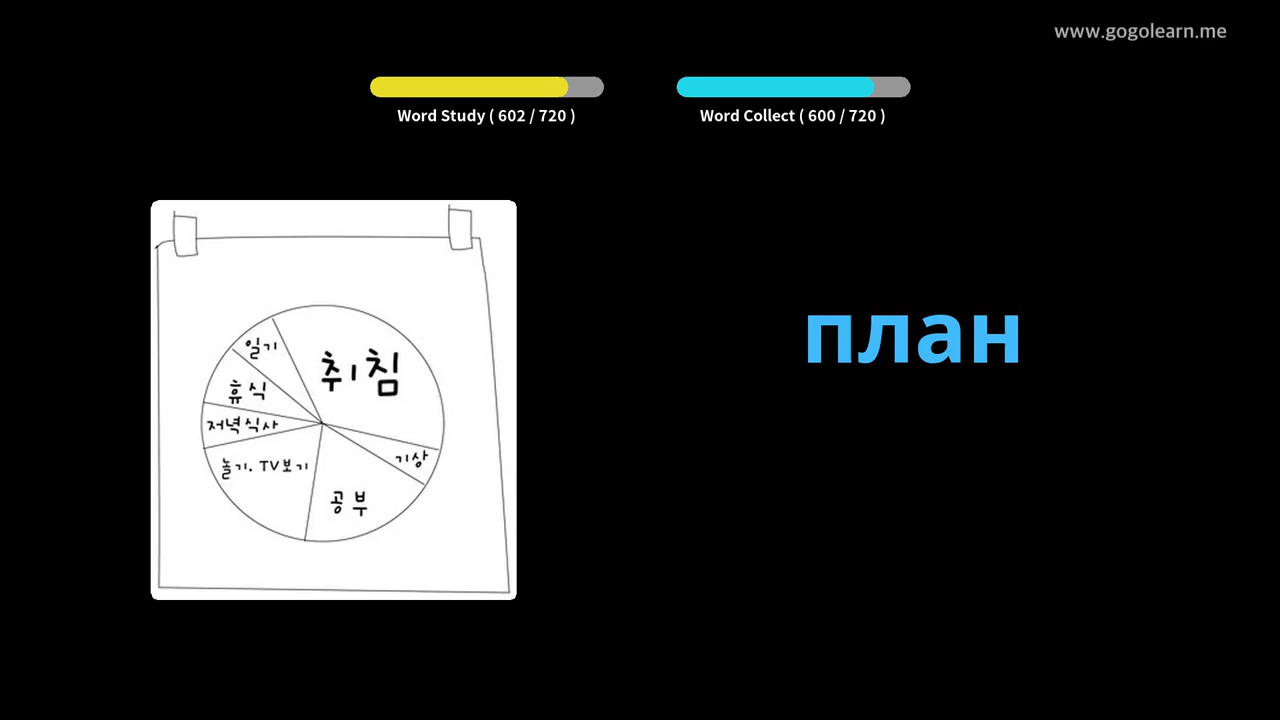 www.gogolearn.me
Word Study ( 602 / 720 )
Word Collect ( 600 / 720 )
план
일기
취침
휴식
저녁식사
놀기. TV보기
기상
공부